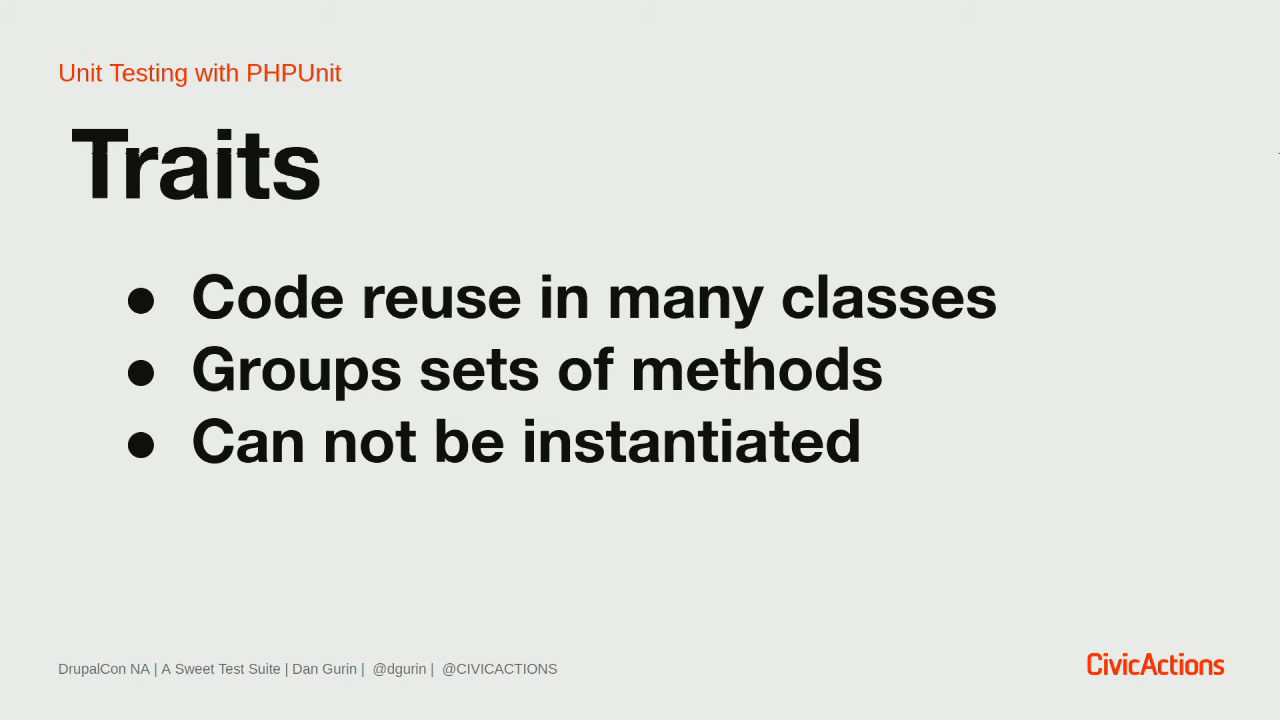 Unit Testing with PHPUnit
Traits
● Code reuse in many classes
● Groups sets of methods
● Can not be instantiated
DrupalCon NA | A Sweet Test Suite | Dan Gurin | @dgurin | @CIVICACTIONS
CivicActions